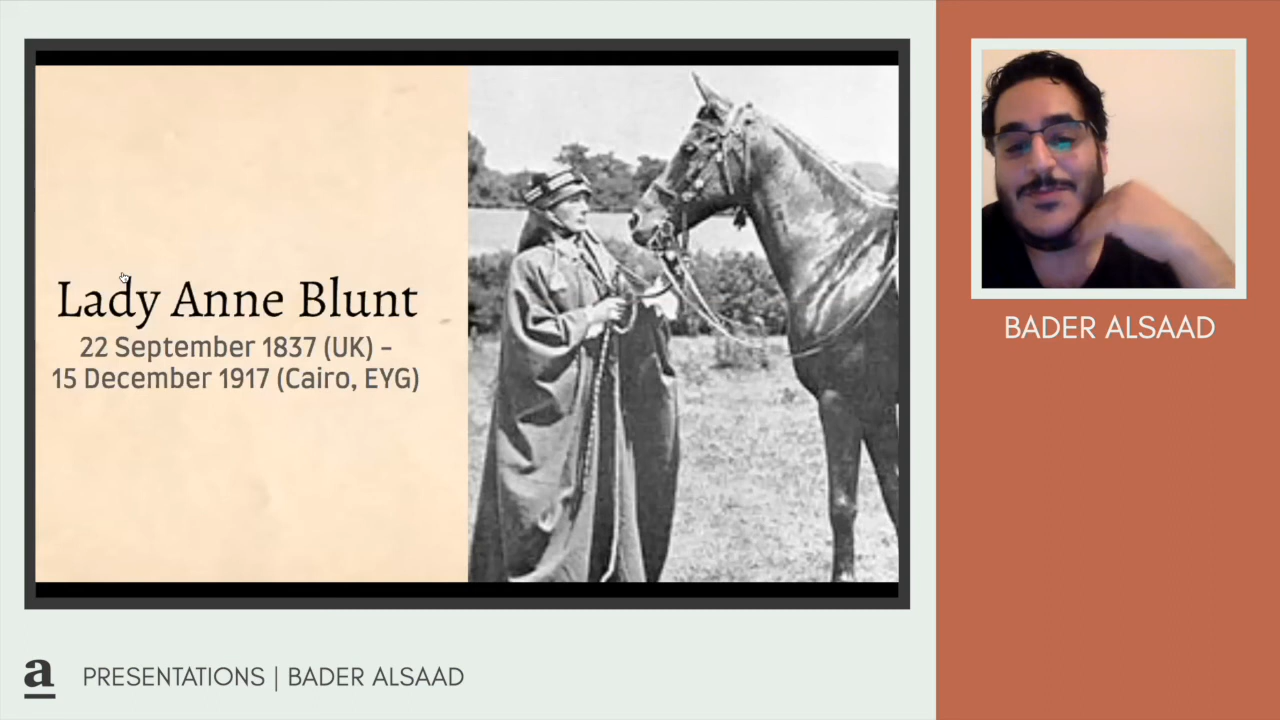 Lady Anne Blunt
22 September 1837 (UK) –
15 December 1917 (Cairo, EYG)
BADER ALSAAD
a PRESENTATIONS | BADER ALSAAD